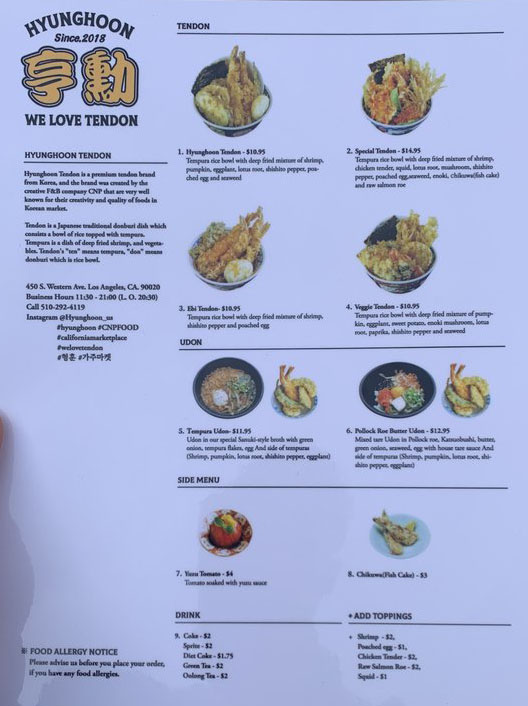 HYUNGHOON
Since.2018
亨勳
WE LOVE TENDON
HYUNGHOON TENDON
Hyunghoon Tendon is a premium tendon brand
from Korea, and the brand was created by the
creative F&B company CNP that are very well
known for their creativity and quality of foods in
Korean market.
Tendon is a Japanese traditional donburi dish which
consists a bowl of rice topped with tempura.
Tempura is a dish of deep fried shrimp, and vegeta-
bles. Tendon's "ten" means tempura, "don" means
donburi which is rice bowl.
450 S. Western Ave. Los Angeles, CA. 90020
Business Hours 11:30 - 21:00 (L. O. 20:30)
Call 510-292-4119
Instagram @Hyunghoon_us
#hyunghoon #CNPFOOD
#californiamarketplace
#welovetendon
#형훈 #가주마켓
※ FOOD ALLERGY NOTICE
Please advise us before you place your order,
if you have any food allergies.
TENDON
1. Hyunghoon Tendon - $10.95
Tempura rice bowl with deep fried mixture of shrimp,
pumpkin, eggplant, lotus root, shishito pepper, poa-
ched egg and seaweed
2. Special Tendon - $14.95
Tempura rice bowl with deep fried mixture of shrimp,
chicken tender, squid, lotus root, mushroom, shishito
pepper, poached egg,seaweed, enoki, chikuwa(fish cake)
and raw salmon roe
3. Ebi Tendon- $10.95
Tempura rice bowl with deep fried mixture of shrimp,
shishito pepper and poached egg
4. Veggie Tendon - $10.95
Tempura rice bowl with deep fried mixture of pump-
kin, eggplant, sweet potato, enoki mushroom, lotus
root, paprika, shishito pepper and seaweed
UDON
5. Tempura Udon- $11.95
Udon in our special Sanuki-style broth with green
onion, tempura flakes, egg And side of tempuras
(Shrimp, pumpkin, lotus root, shishito pepper, eggplant)
6. Pollock Roe Butter Udon - $12.95
Mixed tare Udon in Pollock roe, Katsuobushi, butter,
green onion, seaweed, egg with house tare sauce And
side of tempuras (Shrimp, pumpkin, lotus root, shi-
shito pepper, eggplant)
SIDE MENU
7. Yuzu Tomato - $4
Tomato soaked with yuzu sauce
8. Chikuwa(Fish Cake) - $3
DRINK
9. Coke - $2
Sprite - $2
Diet Coke - $1.75
Green Tea - $2
Oulong Tea - $2
+ ADD TOPPINGS
+ Shrimp - $2,
Poached egg - $1,
Chicken Tender - $2,
Raw Salmon Roe - $2,
Squid - $1